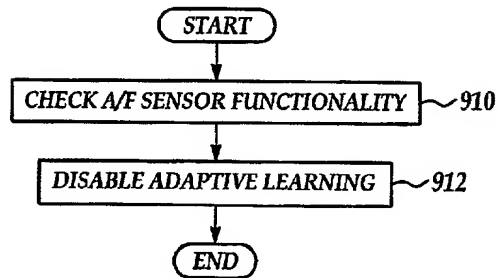 START
CHECK A/F SENSOR FUNCTIONALITY 910
DISABLE ADAPTIVE LEARNING 912
END